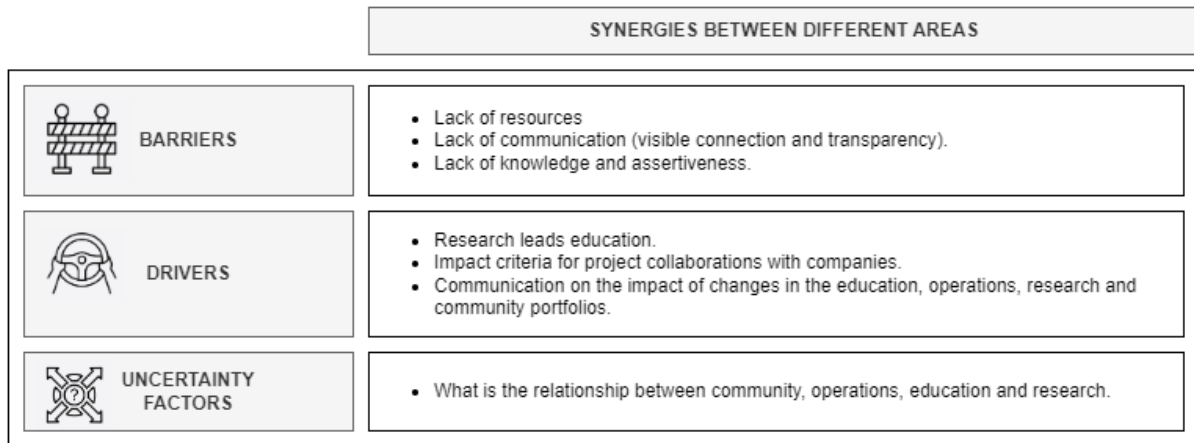 SYNERGIES BETWEEN DIFFERENT AREAS
BARRIERS
• Lack of resources
• Lack of communication (visible connection and transparency).
• Lack of knowledge and assertiveness.
DRIVERS
• Research leads education.
• Impact criteria for project collaborations with companies.
• Communication on the impact of changes in the education, operations, research and
community portfolios.
UNCERTAINTY
FACTORS
?
• What is the relationship between community, operations, education and research.